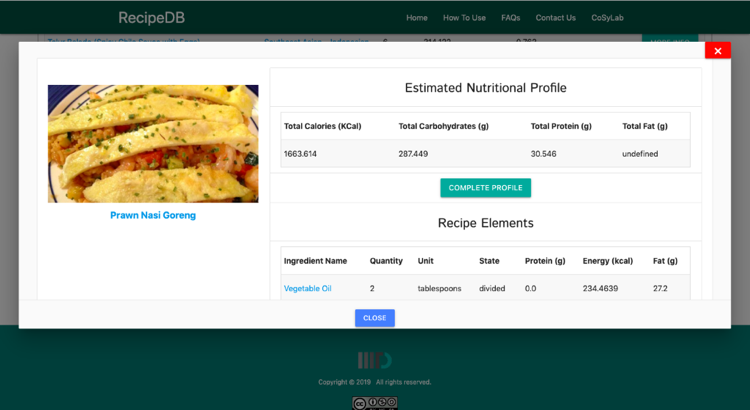 RecipeDB
Home How To Use FAQs Contact Us CoSyLab
×
Estimated Nutritional Profile
Total Calories (KCal) Total Carbohydrates (g) Total Protein (g) Total Fat (g)
1663.614 287.449 30.546 undefined
COMPLETE PROFILE
Prawn Nasi Goreng
Recipe Elements
Ingredient Name Quantity Unit State Protein (g) Energy (kcal) Fat (g)
Vegetable Oil 2 tablespoons divided 0.0 234.4639 27.2
CLOSE
Copyright © 2019 All rights reserved.